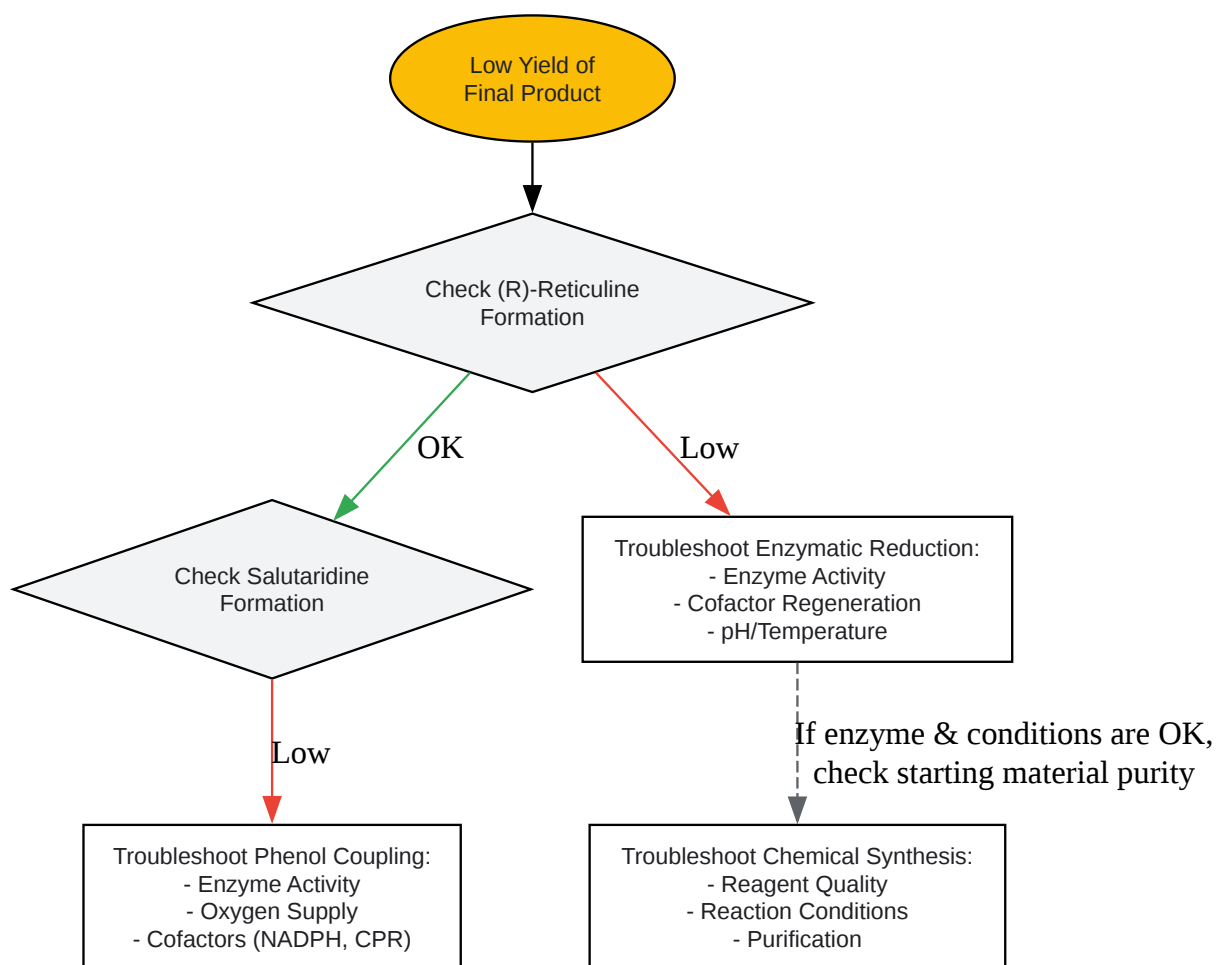 Low Yield of
Final Product
Check (R)-Reticuline
Formation
OK
Low
Check Salutaridine
Formation
Troubleshoot Enzymatic Reduction:
- Enzyme Activity
- Cofactor Regeneration
- pH/Temperature
Low
If enzyme & conditions are OK,
check starting material purity
Troubleshoot Phenol Coupling:
- Enzyme Activity
- Oxygen Supply
- Cofactors (NADPH, CPR)
Troubleshoot Chemical Synthesis:
- Reagent Quality
- Reaction Conditions
- Purification